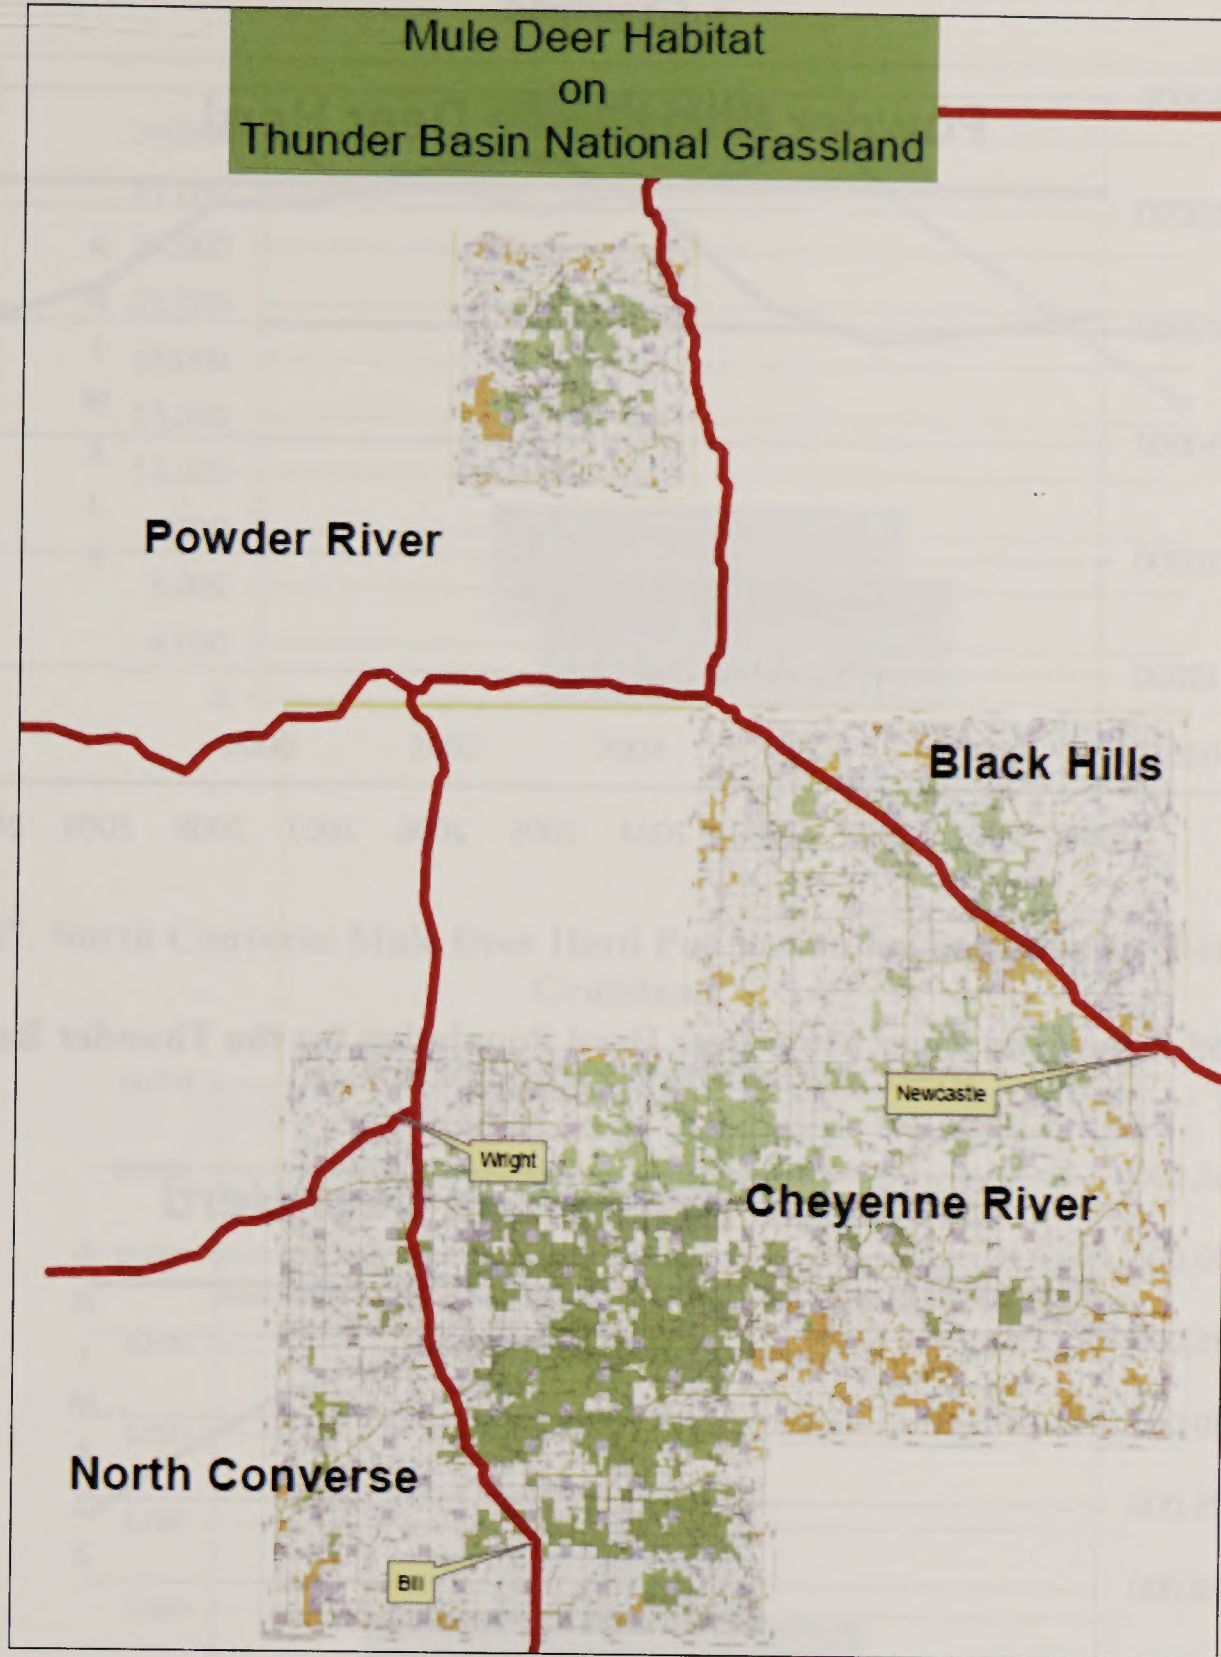 Mule Deer Habitat
on
Thunder Basin National Grassland
Powder River
Black Hills
Newcastle
Wright
Cheyenne River
North Converse
Bill